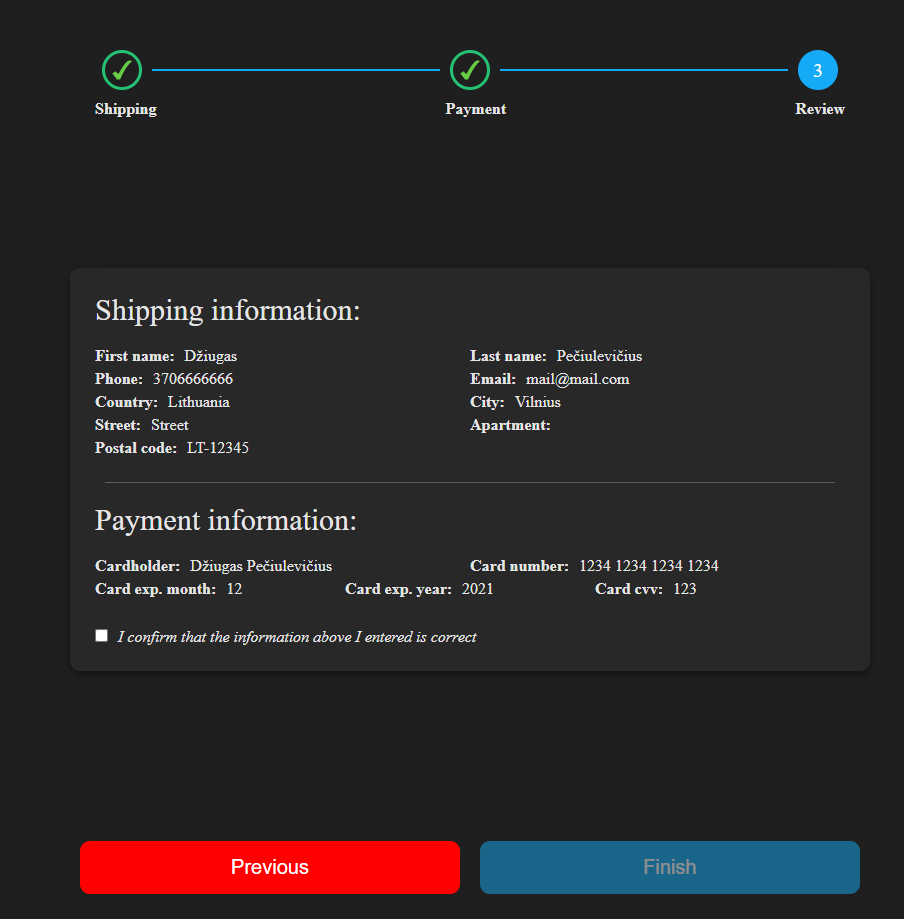 3
Shipping Payment Review
Shipping information:
First name: Džiugas Last name: Pečiulevičius
Phone: 3706666666 Email: mail@mail.com
Country: Lithuania City: Vilnius
Street: Street Apartment:
Postal code: LT-12345
Payment information:
Cardholder: Džiugas Pečiulevičius Card number: 1234 1234 1234 1234
Card exp. month: 12 Card exp. year: 2021 Card cvv: 123
I confirm that the information above I entered is correct
Previous Finish